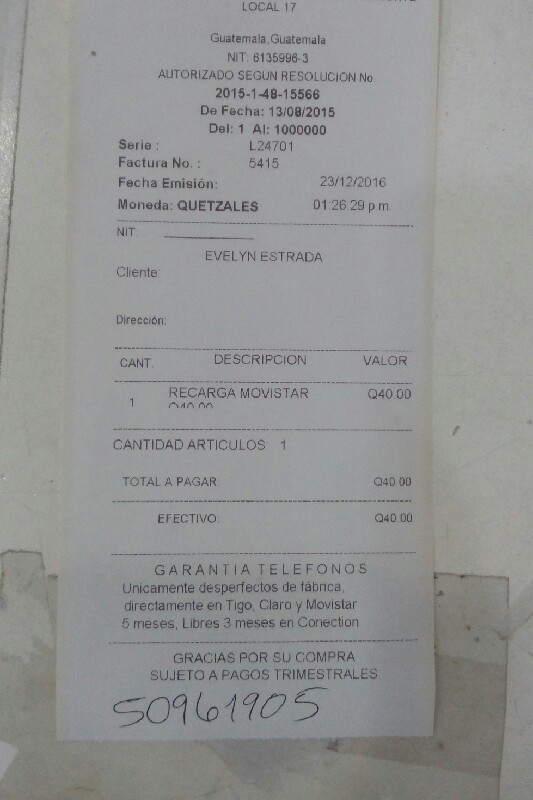 LOCAL 17
Guatemala,Guatemala
NIT: 6135996-3
AUTORIZADO SEGUN RESOLUCION No
2015-1-48-15566
De Fecha: 13/08/2015
Del: 1 Al: 1000000
Serie : L24701
Factura No. : 5415
Fecha Emisión: 23/12/2016
Moneda: QUETZALES 01:26:29 p m
NIT:
EVELYN ESTRADA
Cliente:
Dirección:
CANT. DESCRIPCION VALOR
1 RECARGA MOVISTAR Q40.00
Q40.00
CANTIDAD ARTICULOS: 1
TOTAL A PAGAR: Q40.00
EFECTIVO: Q40.00
GARANTIA TELEFONOS
Unicamente desperfectos de fábrica,
directamente en Tigo, Claro y Movistar
5 meses, Libres 3 meses en Conection
GRACIAS POR SU COMPRA
SUJETO A PAGOS TRIMESTRALES
50961905